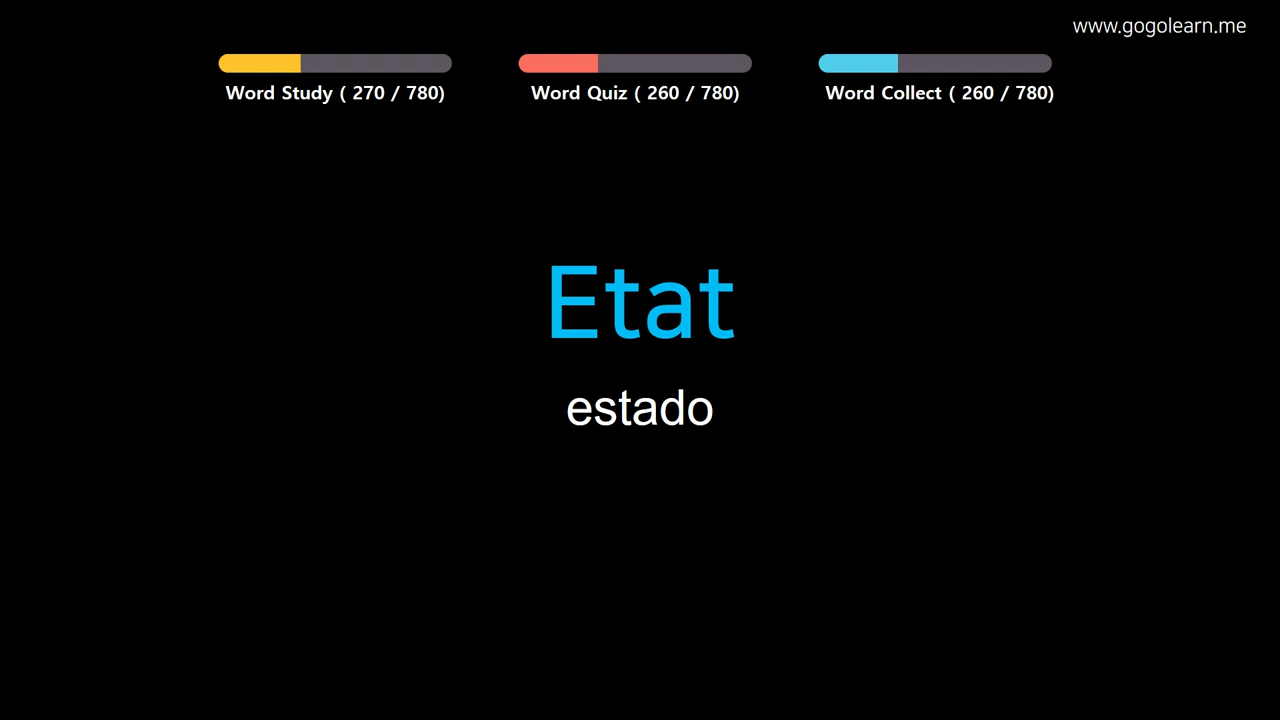 www.gogolearn.me
Word Study ( 270 / 780)
Word Quiz ( 260 / 780)
Word Collect ( 260 / 780)
Etat
estado